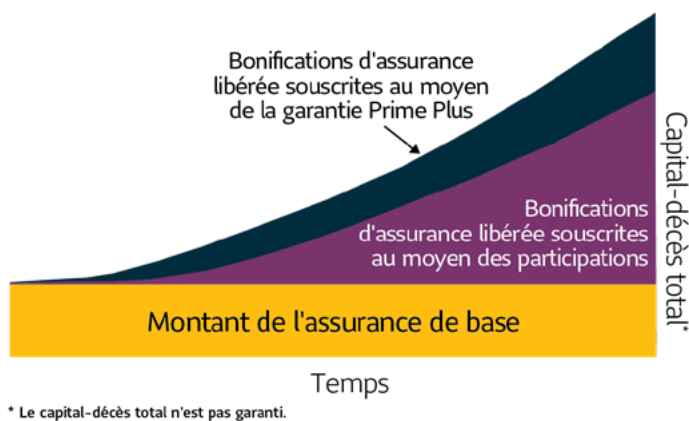 Bonifications d'assurance
libérée souscrites au moyen
de la garantie Prime Plus
Bonifications
d'assurance libérée souscrites
au moyen des participations
Montant de l'assurance de base
Capital-décès total*
Temps
* Le capital-décès total n'est pas garanti.